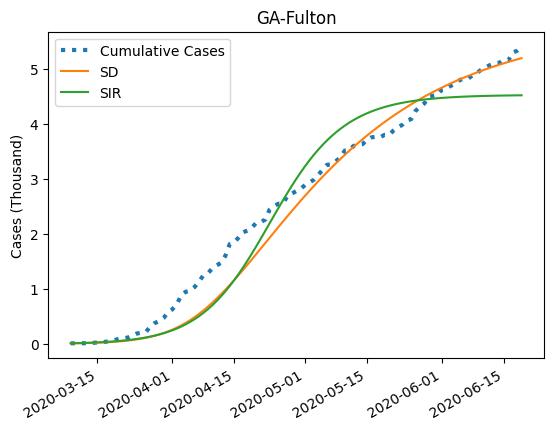 GA-Fulton
Cumulative Cases
SD
SIR
Cases (Thousand)
5
4
3
2
1
0
2020-03-15
2020-04-01
2020-04-15
2020-05-01
2020-05-15
2020-06-01
2020-06-15